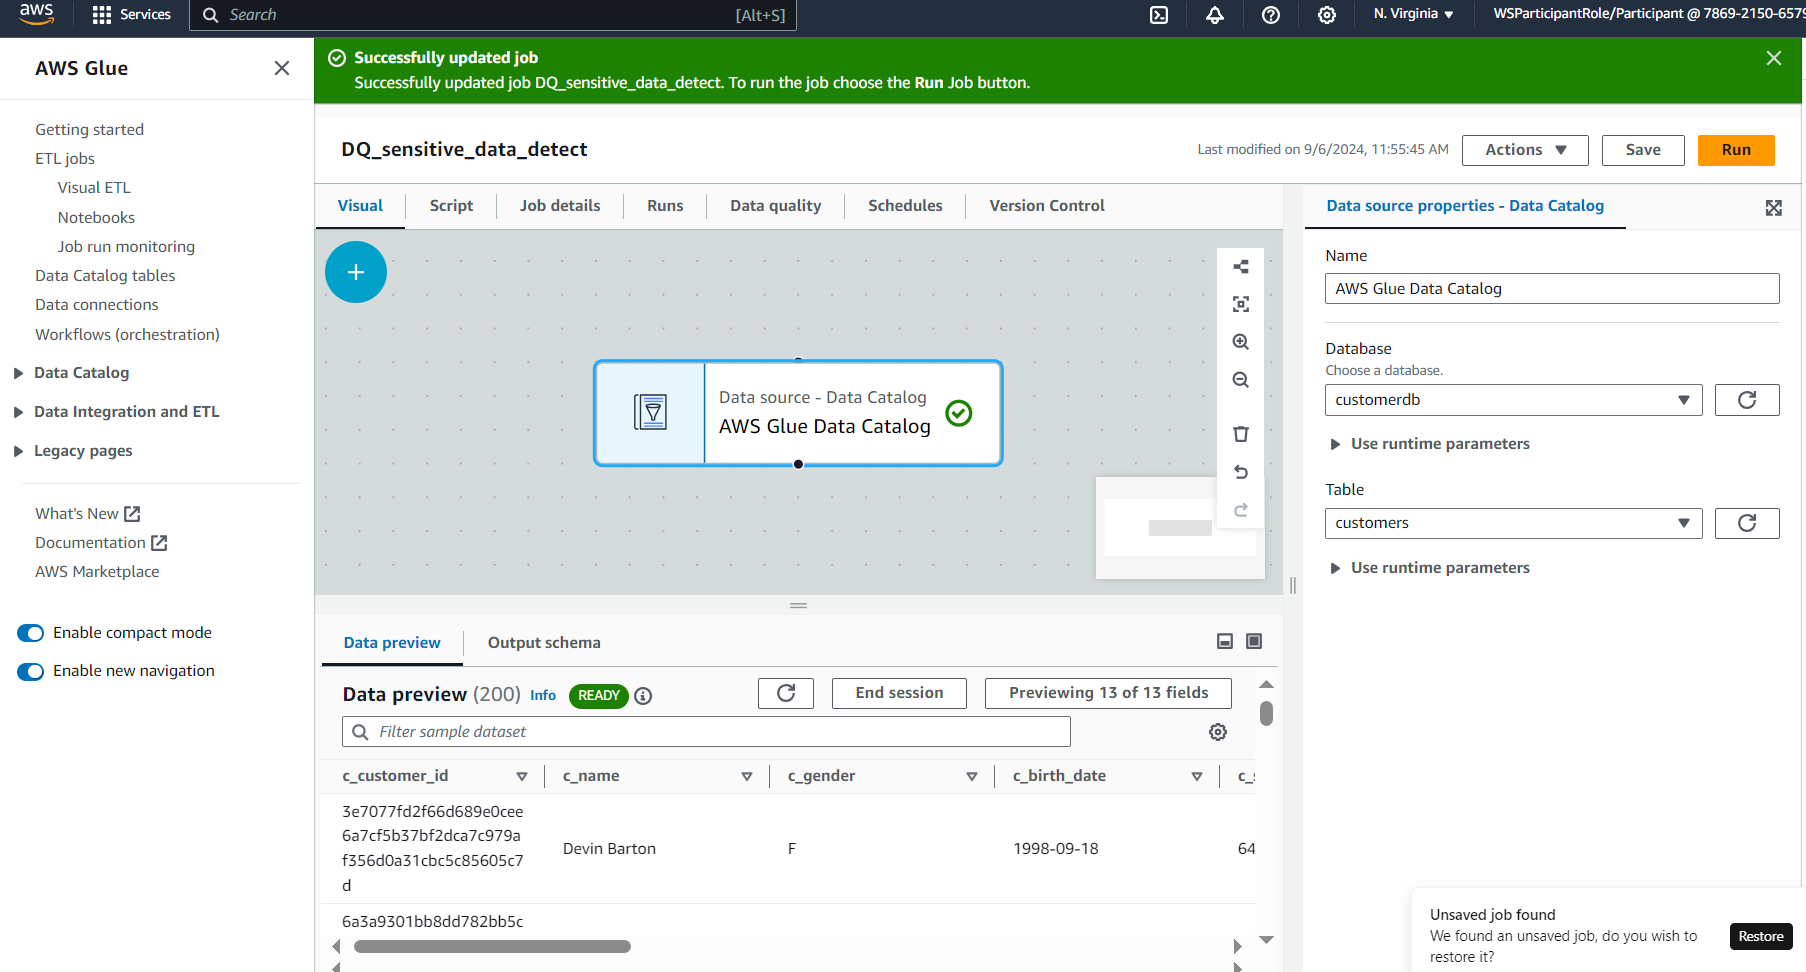 aws
Services
Search
[Alt+S]
N. Virginia
WSParticipantRole/Participant @ 7869-2150-6579
AWS Glue
Getting started
ETL jobs
Visual ETL
Notebooks
Job run monitoring
Data Catalog tables
Data connections
Workflows (orchestration)
Data Catalog
Data Integration and ETL
Legacy pages
What's New
Documentation
AWS Marketplace
Enable compact mode
Enable new navigation
Successfully updated job
Successfully updated job DQ_sensitive_data_detect. To run the job choose the Run Job button.
DQ_sensitive_data_detect
Last modified on 9/6/2024, 11:55:45 AM
Actions
Save
Run
Visual
Script
Job details
Runs
Data quality
Schedules
Version Control
Data source - Data Catalog
AWS Glue Data Catalog
Data preview
Output schema
Data preview (200) Info READY
End session
Previewing 13 of 13 fields
Filter sample dataset
c_customer_id
c_name
c_gender
c_birth_date
c_s
3e7077fd2f66d689e0cee
6a7cf5b37bf2dca7c979a
f356d0a31cbc5c85605c7
d
Devin Barton
F
1998-09-18
64
6a3a9301bb8dd782bb5c
Data source properties - Data Catalog
Name
AWS Glue Data Catalog
Database
Choose a database.
customerdb
Use runtime parameters
Table
customers
Use runtime parameters
Unsaved job found
We found an unsaved job, do you wish to
restore it?
Restore